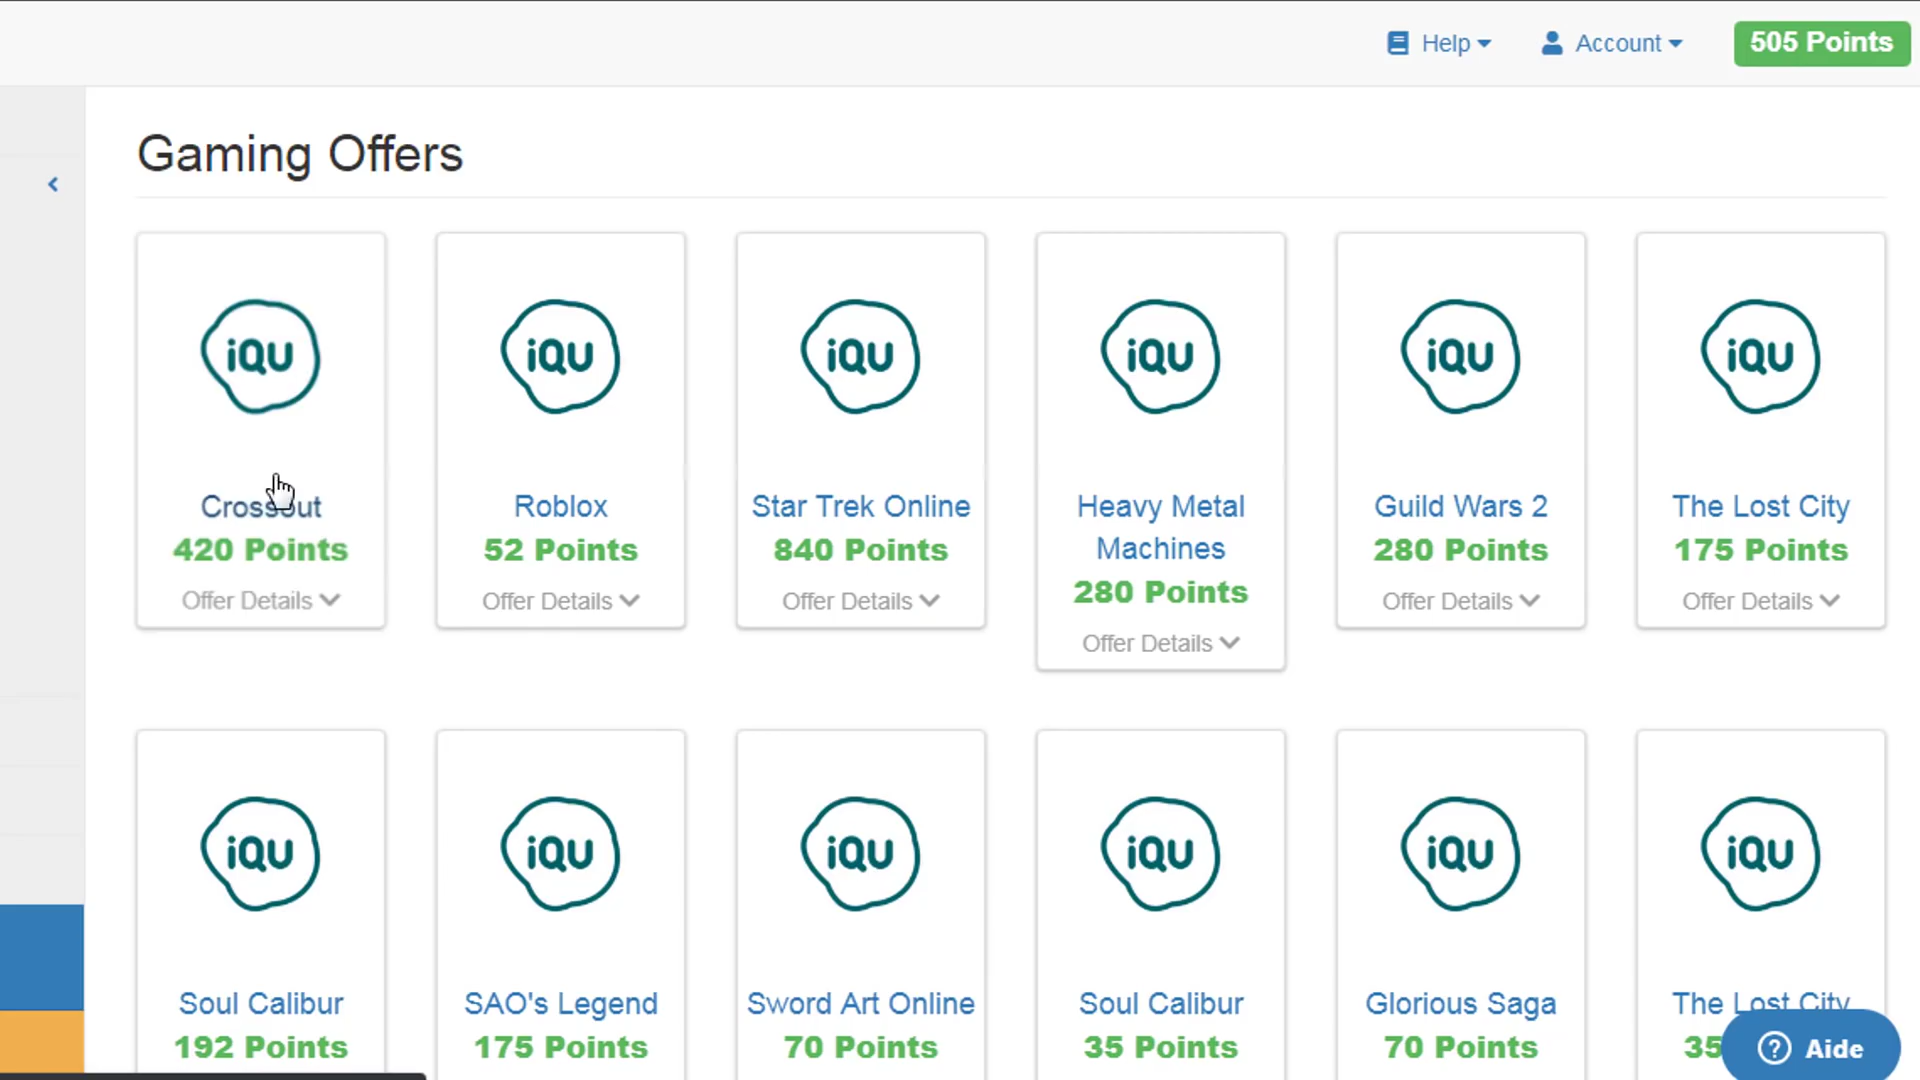 Help
Account
505 Points
Gaming Offers
iQU
iQU
iQU
iQU
iQU
iQU
Crossout
Roblox
Star Trek Online
Heavy Metal
Machines
Guild Wars 2
The Lost City
420 Points
52 Points
840 Points
280 Points
280 Points
175 Points
Offer Details
Offer Details
Offer Details
Offer Details
Offer Details
Offer Details
iQU
iQU
iQU
iQU
iQU
iQU
Soul Calibur
SAO's Legend
Sword Art Online
Soul Calibur
Glorious Saga
The Lost City
192 Points
175 Points
70 Points
35 Points
70 Points
35
Aide